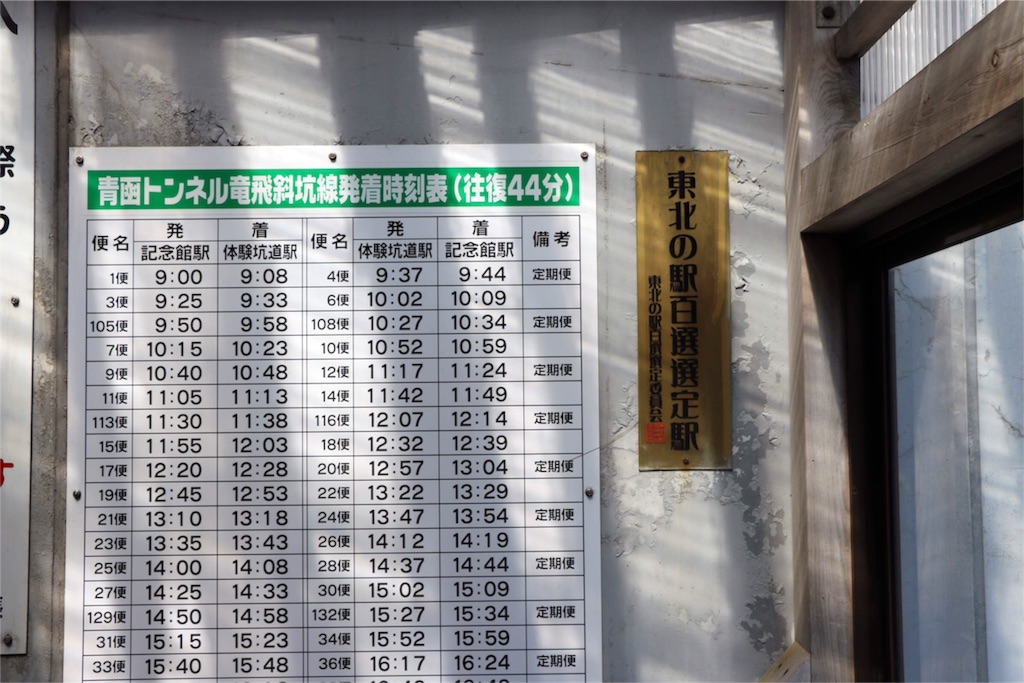 青函トンネル竜飛斜坑線発着時刻表(往復44分)
便名 発 着 便名 発 着 備考
記念館駅 体験坑道駅 体験坑道駅 記念館駅
1便 9:00 9:08 4便 9:37 9:44 定期便
3便 9:25 9:33 6便 10:02 10:09
105便 9:50 9:58 108便 10:27 10:34 定期便
7便 10:15 10:23 10便 10:52 10:59
9便 10:40 10:48 12便 11:17 11:24 定期便
11便 11:05 11:13 14便 11:42 11:49
113便 11:30 11:38 116便 12:07 12:14 定期便
15便 11:55 12:03 18便 12:32 12:39
17便 12:20 12:28 20便 12:57 13:04 定期便
19便 12:45 12:53 22便 13:22 13:29
21便 13:10 13:18 24便 13:47 13:54 定期便
23便 13:35 13:43 26便 14:12 14:19
25便 14:00 14:08 28便 14:37 14:44 定期便
27便 14:25 14:33 30便 15:02 15:09
129便 14:50 14:58 132便 15:27 15:34 定期便
31便 15:15 15:23 34便 15:52 15:59
33便 15:40 15:48 36便 16:17 16:24 定期便
東北の駅百選選定駅
東北の駅百選選定委員会
際
う
す